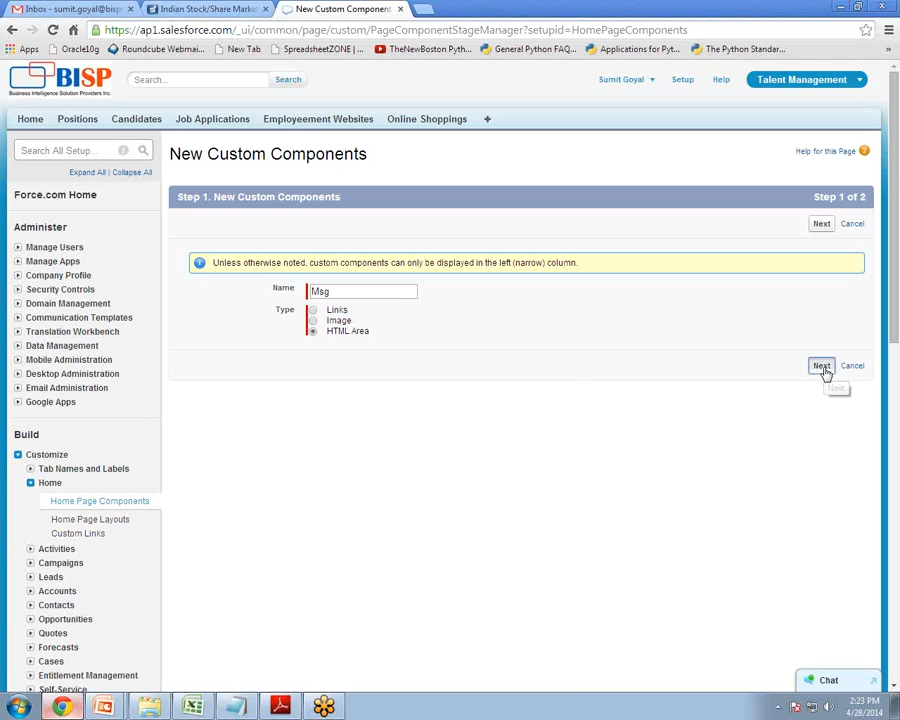 Inbox - sumit.goyal@bisp
Indian Stock/Share Market
New Custom Components
https://ap1.salesforce.com/_ui/common/page/custom/PageComponentStageManager?setupid=HomePageComponents
Apps Oracle10g Roundcube Webmai... New Tab SpreadsheetZONE |... TheNewBoston Pyth... General Python FAQ... Applications for Pyt... The Python Standar... »
BISP
Business Intelligence Solution Providers Inc.
Search... Search
Sumit Goyal Setup Help Talent Management
Home Positions Candidates Job Applications Employeement Websites Online Shoppings +
Search All Setup...
Expand All | Collapse All
Force.com Home
Administer
Manage Users
Manage Apps
Company Profile
Security Controls
Domain Management
Communication Templates
Translation Workbench
Data Management
Mobile Administration
Desktop Administration
Email Administration
Google Apps
Build
Customize
Tab Names and Labels
Home
Home Page Components
Home Page Layouts
Custom Links
Activities
Campaigns
Leads
Accounts
Contacts
Opportunities
Quotes
Forecasts
Cases
Entitlement Management
Self-Service
New Custom Components
Help for this Page
Step 1. New Custom Components Step 1 of 2
Next Cancel
Unless otherwise noted, custom components can only be displayed in the left (narrow) column.
Name Msg
Type Links
Image
HTML Area
Next Cancel
Next
Chat
2:23 PM
4/28/2014